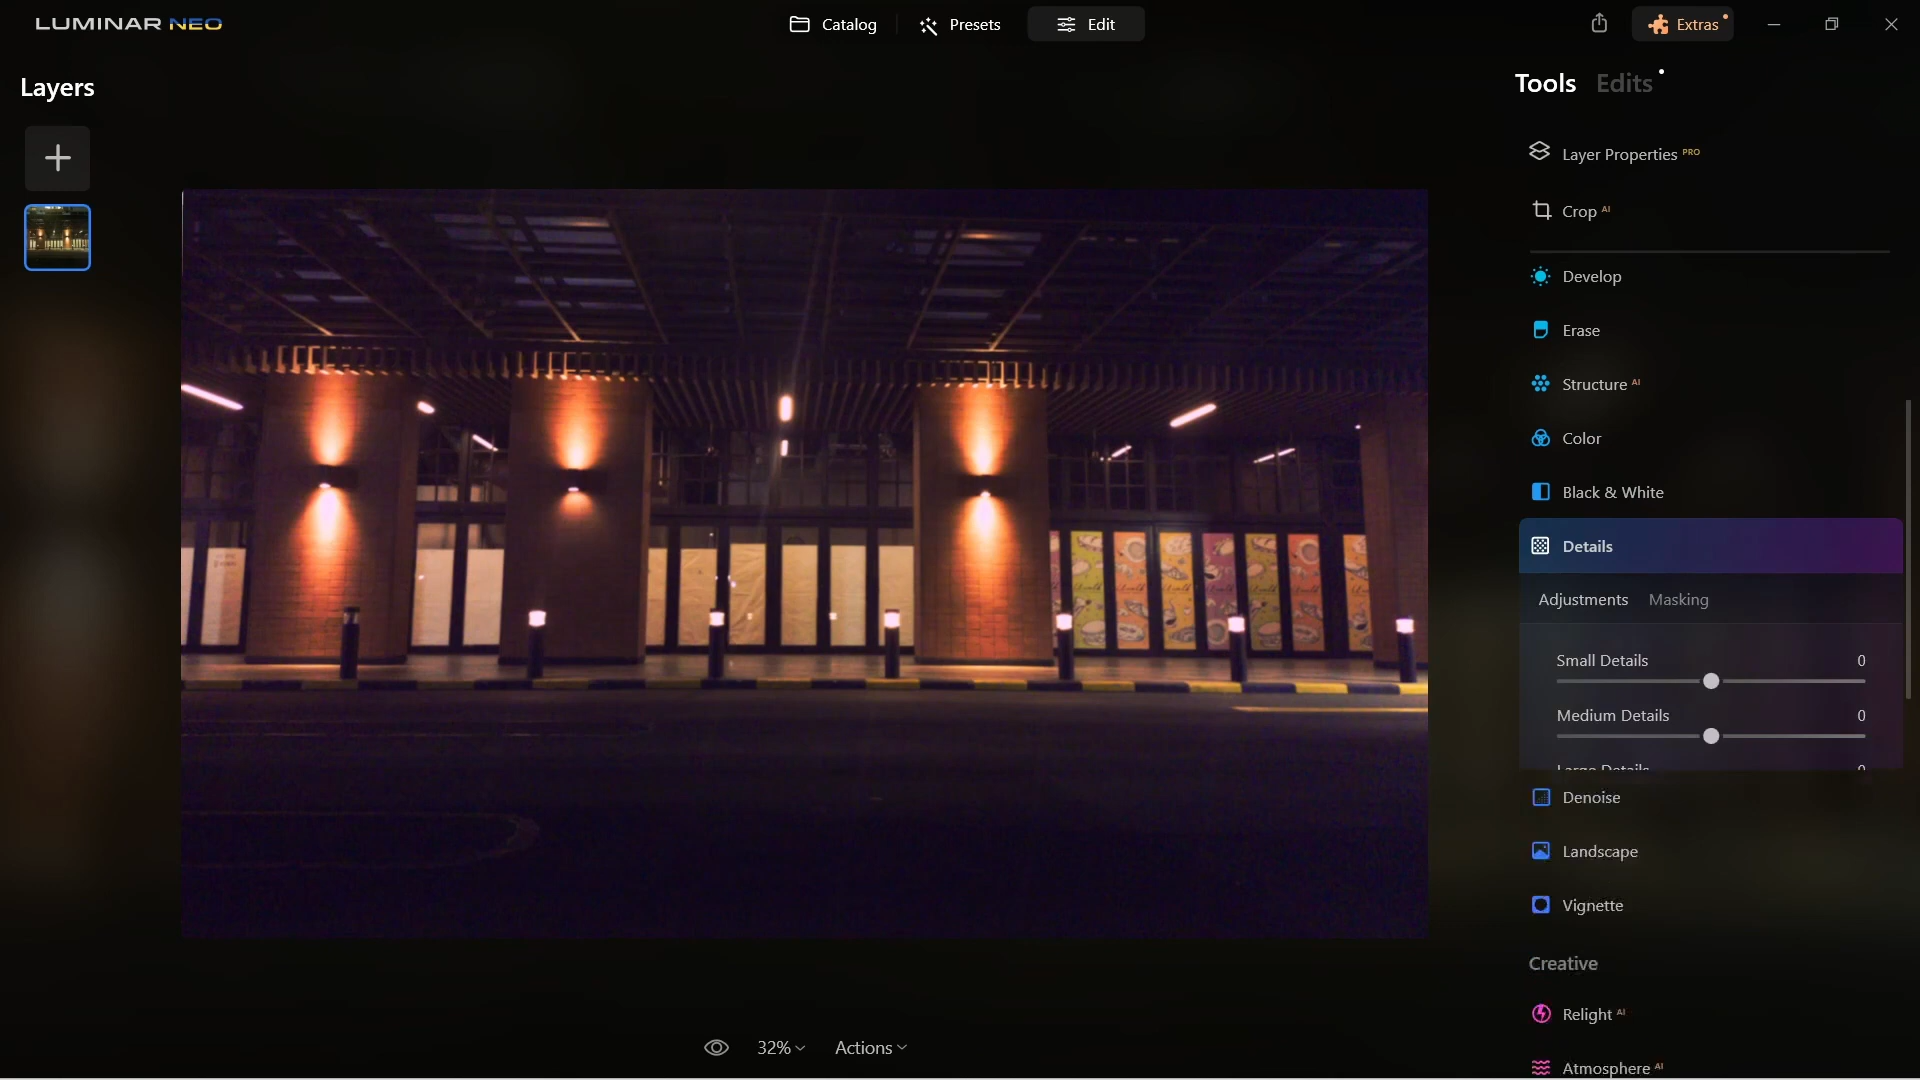 LUMINAR NEO
Catalog
Presets
Edit
Extras
Layers
Tools
Edits
Layer Properties PRO
Crop AI
Develop
Erase
Structure AI
Color
Black & White
Details
Adjustments
Masking
Small Details 0
Medium Details 0
Large Details 0
Denoise
Landscape
Vignette
Creative
Relight AI
Atmosphere AI
32%
Actions